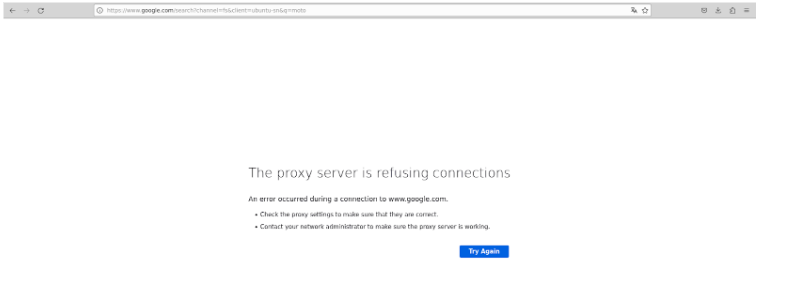 https://www.google.com/search?channel=fs&client=ubuntu-sn&q=moto
The proxy server is refusing connections
An error occurred during a connection to www.google.com.
• Check the proxy settings to make sure that they are correct.
• Contact your network administrator to make sure the proxy server is working.
Try Again